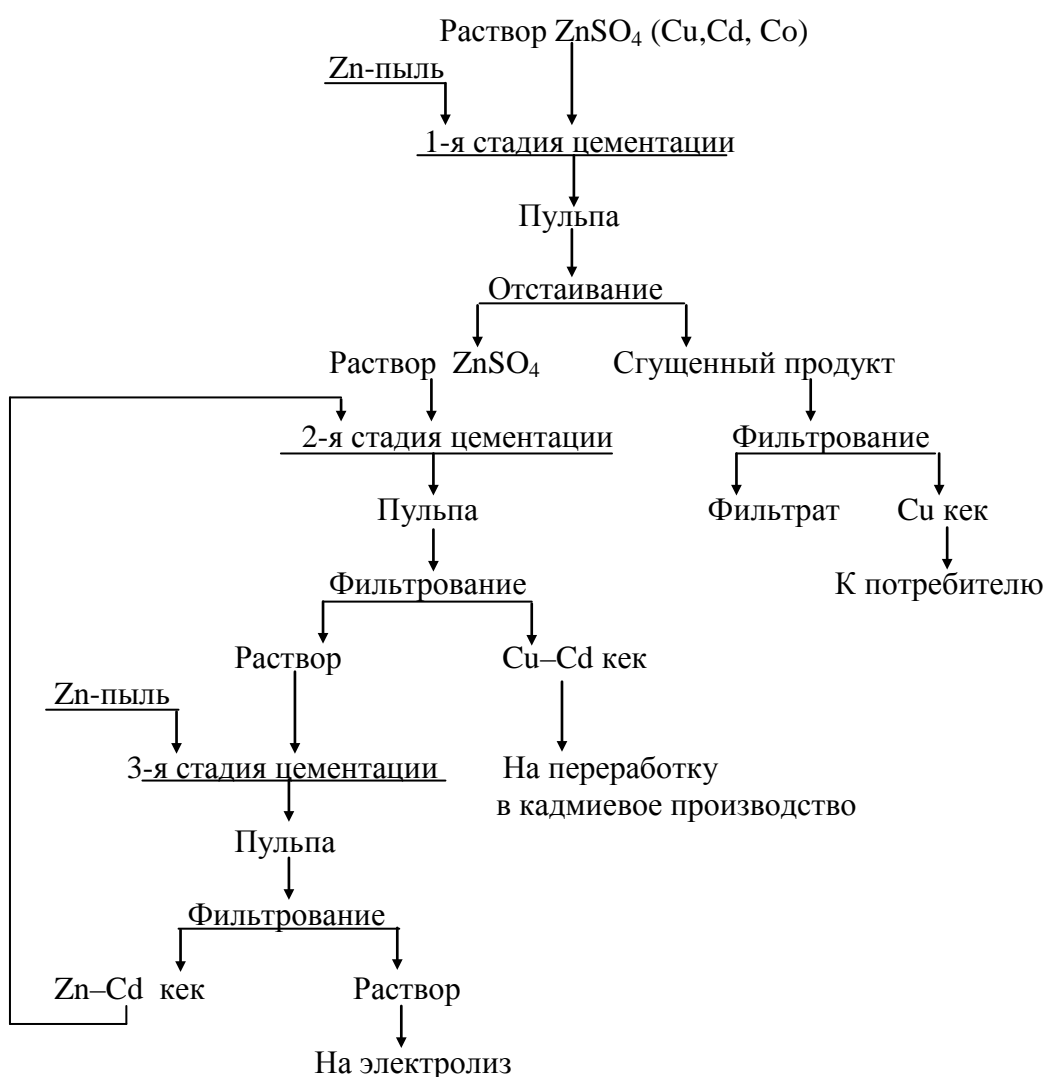 Раствор ZnSO₄ (Cu,Cd, Co)
Zn-пыль
1-я стадия цементации
Пульпа
Отстаивание
Раствор ZnSO₄
Сгущенный продукт
2-я стадия цементации
Фильтрование
Пульпа
Фильтрат
Cu кек
Фильтрование
К потребителю
Раствор
Cu–Cd кек
Zn-пыль
3-я стадия цементации
На переработку
в кадмиевое производство
Пульпа
Фильтрование
Zn–Cd кек
Раствор
На электролиз